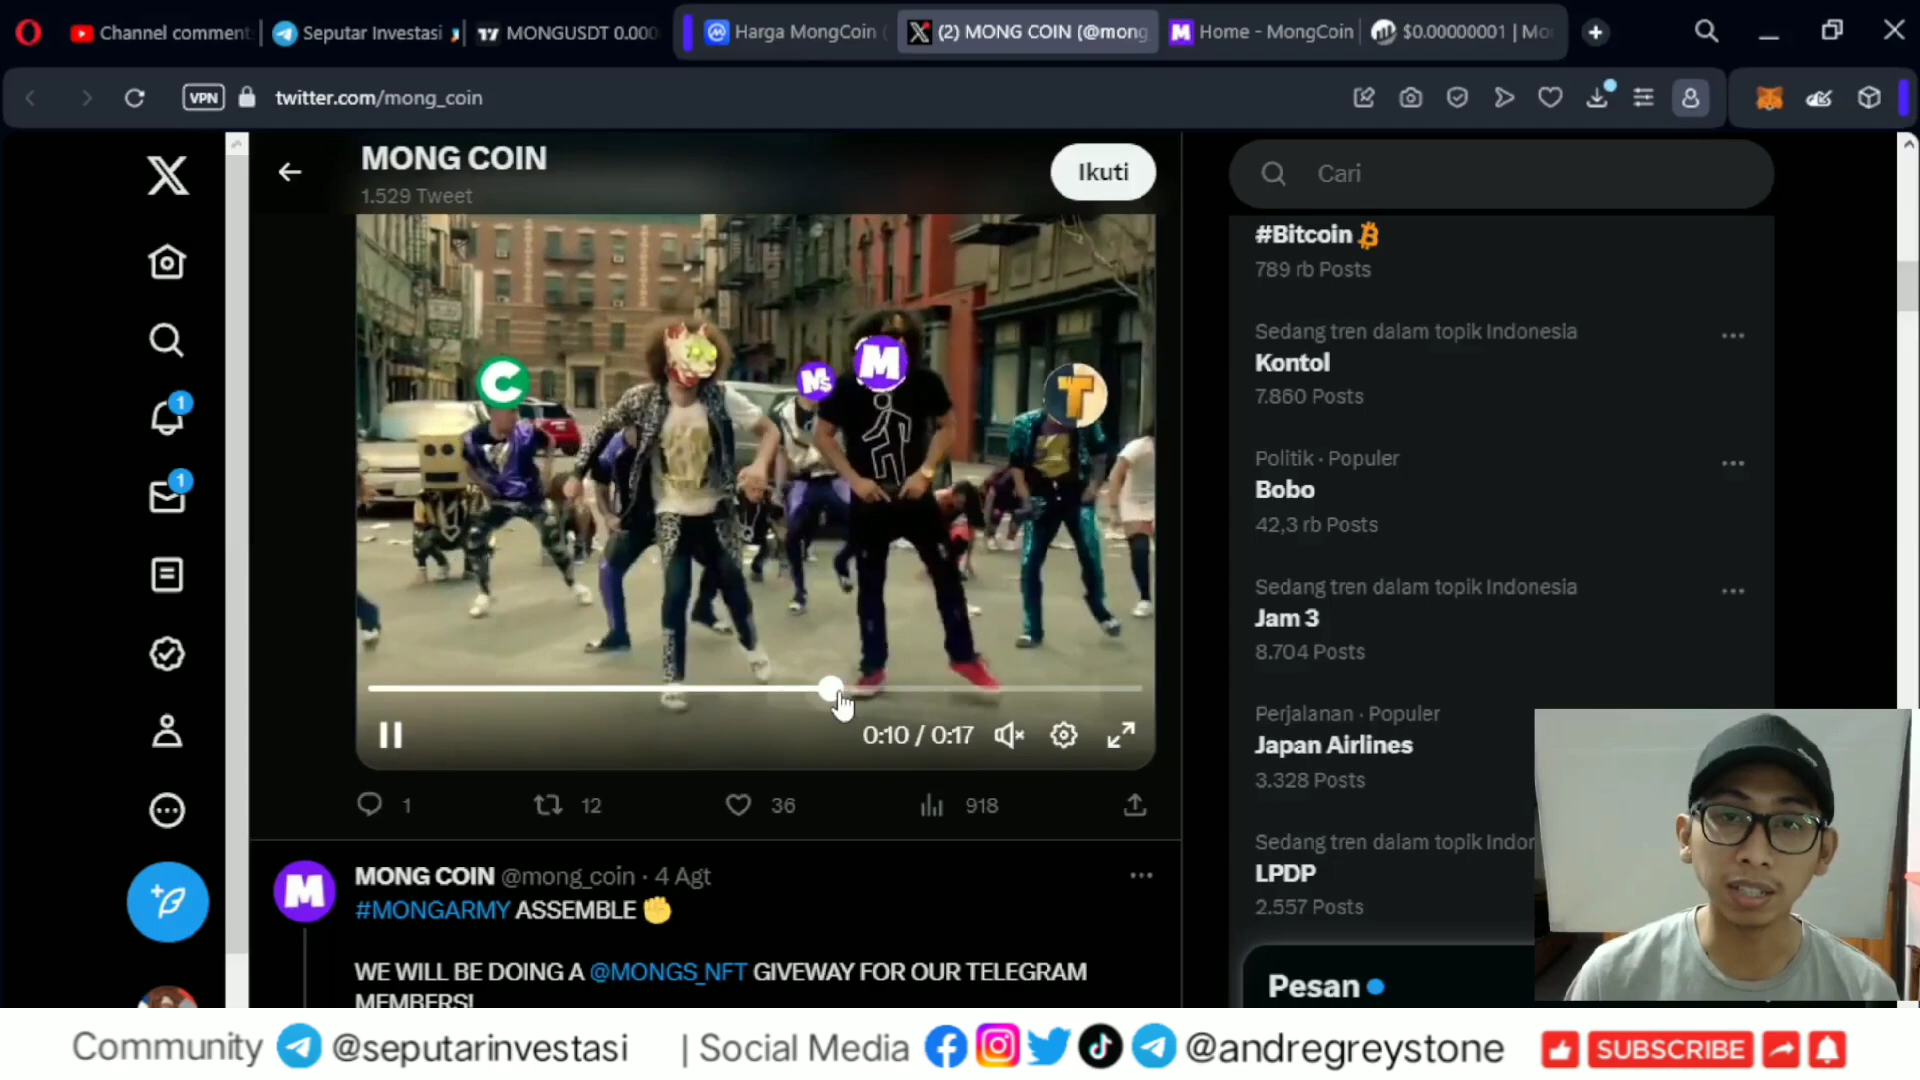 Channel comment
Seputar Investasi
MONGUSDT 0.000
Harga MongCoin (
(2) MONG COIN (@mong_
Home - MongCoin
$0.00000001 | Mo
VPN
twitter.com/mong_coin
MONG COIN
1.529 Tweet
Ikuti
C
M$
M
T
0:10 / 0:17
1
12
36
918
MONG COIN @mong_coin · 4 Agt
#MONGARMY ASSEMBLE ✊
WE WILL BE DOING A @MONGS_NFT GIVEWAY FOR OUR TELEGRAM
MEMBERS!
1
1
Cari
#Bitcoin
789 rb Posts
Sedang tren dalam topik Indonesia
Kontol
7.860 Posts
Politik · Populer
Bobo
42,3 rb Posts
Sedang tren dalam topik Indonesia
Jam 3
8.704 Posts
Perjalanan · Populer
Japan Airlines
3.328 Posts
Sedang tren dalam topik Indor
LPDP
2.557 Posts
Pesan
Community @seputarinvestasi | Social Media @andregreystone SUBSCRIBE